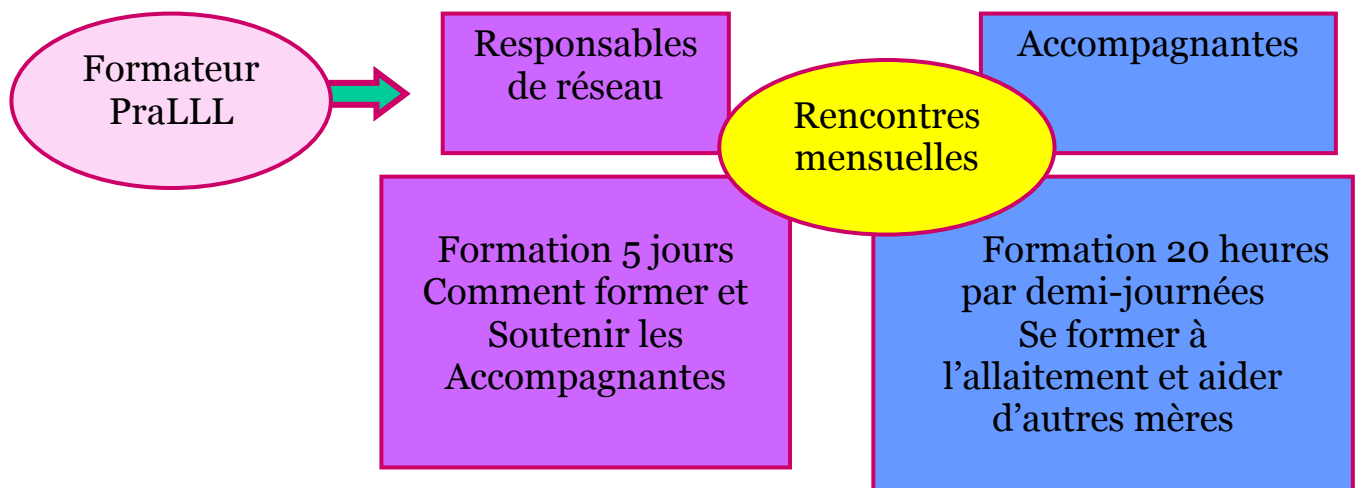 Formateur
PraLLL
Responsables
de réseau
Rencontres
mensuelles
Accompagnantes
Formation 5 jours
Comment former et
Soutenir les
Accompagnantes
Formation 20 heures
par demi-journées
Se former à
l’allaitement et aider
d’autres mères